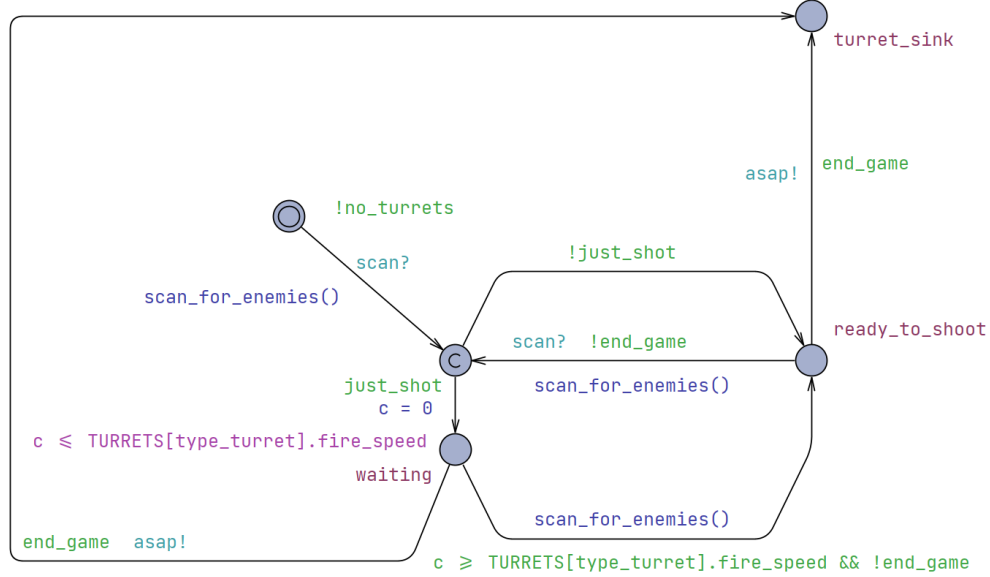 turret_sink
end_game
asap!
!no_turrets
!just_shot
scan?
scan_for_enemies()
ready_to_shoot
scan? !end_game
C
just_shot
scan_for_enemies()
c = 0
c ⩽ TURRETS[type_turret].fire_speed
waiting
scan_for_enemies()
end_game asap!
c ⩾ TURRETS[type_turret].fire_speed && !end_game